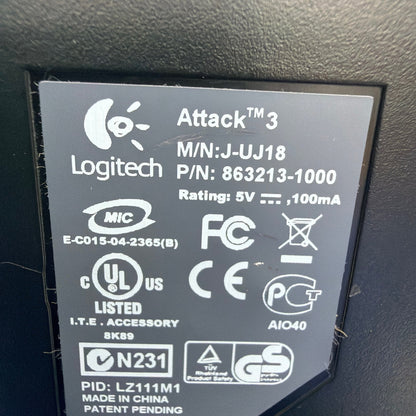 Attack™3
Logitech
M/N:J-UJ18
P/N: 863213-1000
Rating: 5V ⎓ ,100mA
MIC
E-C015-04-2365(B)
FC
c UL US
LISTED
I.T.E. ACCESSORY
8K89
CE
PCT
AIO40
N231
TÜV
Rheinland
Product Safety
GS
PID: LZ111M1
MADE IN CHINA
PATENT PENDING